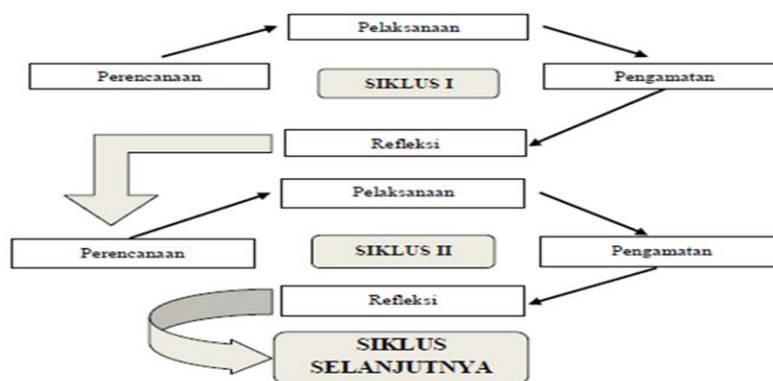 Pelaksanaan
Perencanaan
SIKLUS I
Pengamatan
Refleksi
Pelaksanaan
Perencanaan
SIKLUS II
Pengamatan
Refleksi
SIKLUS
SELANJUTNYA